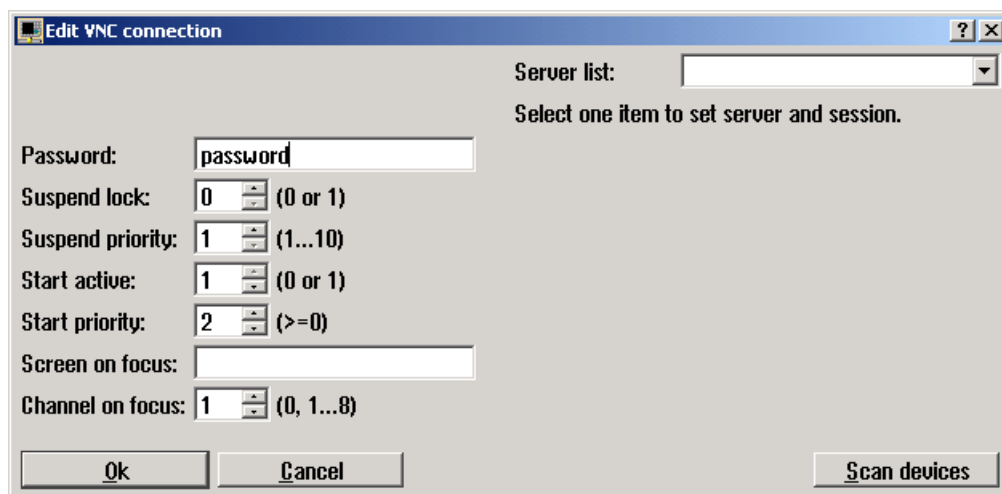 Edit VNC connection
Server list:
Select one item to set server and session.
Password: password
Suspend lock: 0 (0 or 1)
Suspend priority: 1 (1...10)
Start active: 1 (0 or 1)
Start priority: 2 (>=0)
Screen on focus:
Channel on focus: 1 (0, 1...8)
Ok Cancel Scan devices